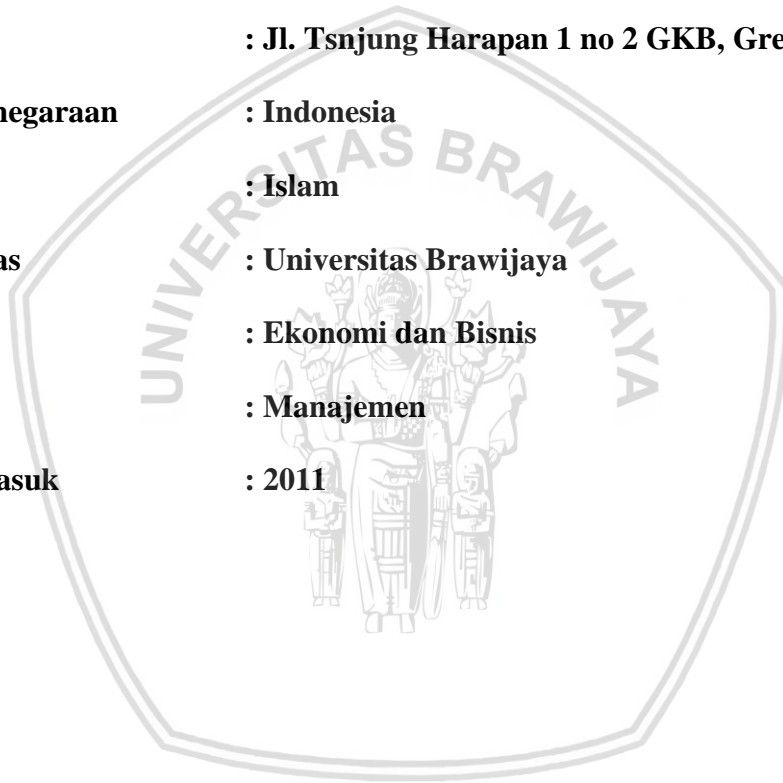 : Jl. Tsnjung Harapan 1 no 2 GKB, Gre
negaraan : Indonesia
: Islam
as : Universitas Brawijaya
: Ekonomi dan Bisnis
: Manajemen
asuk : 2011
UNIVERSITAS BRAWIJAYA